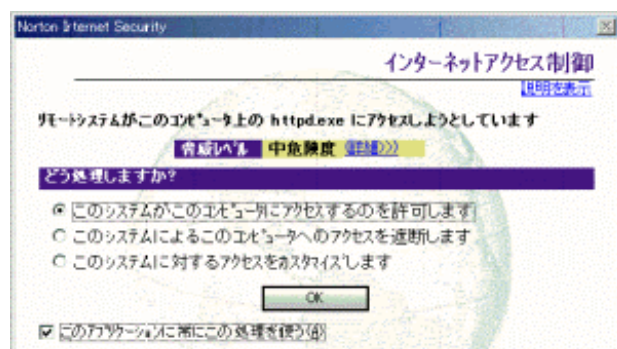 Norton Internet Security
インターネットアクセス制御
説明を表示
リモートシステムがこのコンピュータ上の httpd.exe にアクセスしようとしています
脅威レベル 中危険度 詳細>>
どう処理しますか?
このシステムがこのコンピュータにアクセスするのを許可します
このシステムによるこのコンピュータへのアクセスを遮断します
このシステムに対するアクセスをカスタマイズします
OK
このアプリケーションに常にこの処理を使う(A)